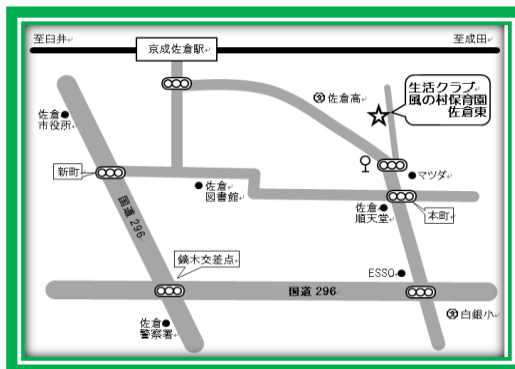 至臼井
京成佐倉駅
至成田
佐倉高
生活クラブ
風の村保育園
佐倉東
佐倉
市役所
新町
佐倉
図書館
マツダ
佐倉
順天堂
本町
国道296
鏑木交差点
ESSO
国道296
佐倉
警察署
白銀小